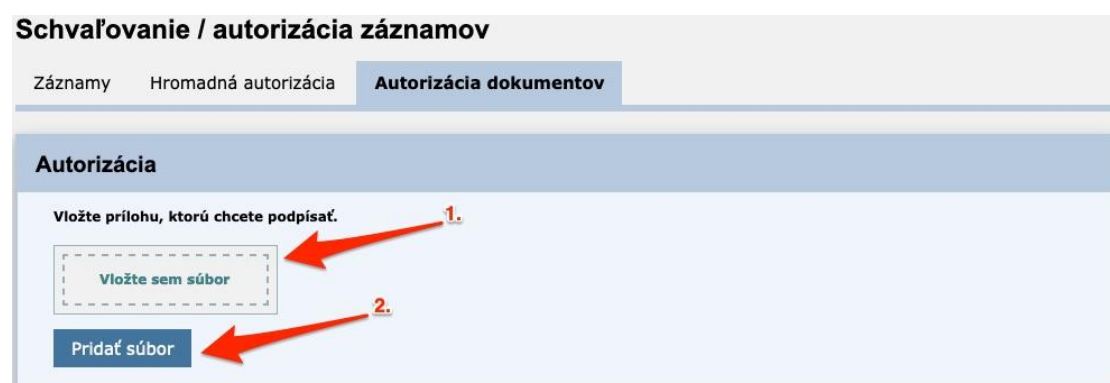 Schvaľovanie / autorizácia záznamov
Záznamy Hromadná autorizácia Autorizácia dokumentov
Autorizácia
Vložte prílohu, ktorú chcete podpísať.
1.
Vložte sem súbor
2.
Pridať súbor